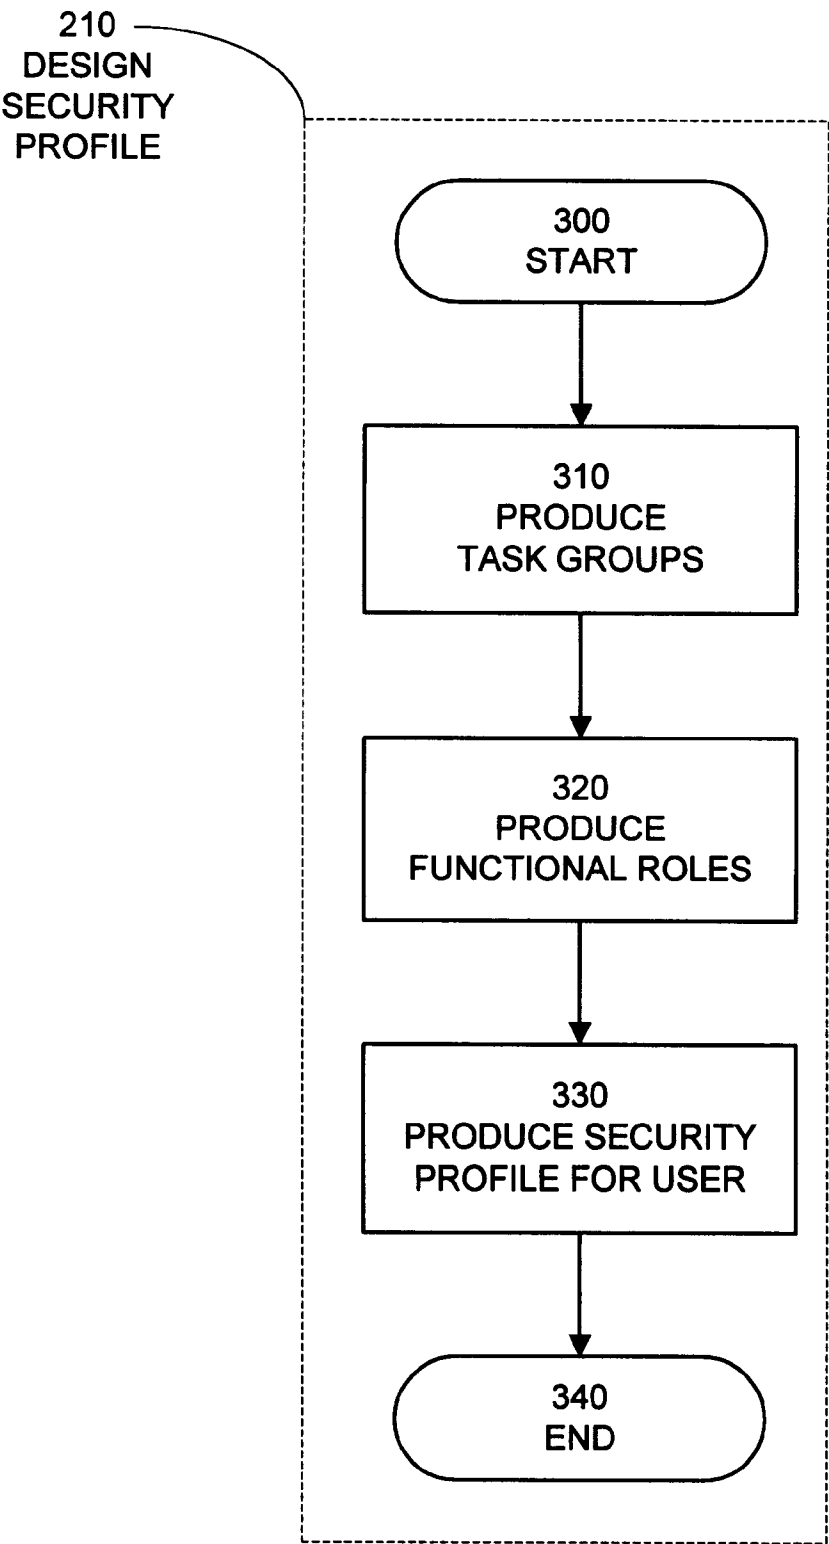 210
DESIGN
SECURITY
PROFILE
300
START
310
PRODUCE
TASK GROUPS
320
PRODUCE
FUNCTIONAL ROLES
330
PRODUCE SECURITY
PROFILE FOR USER
340
END